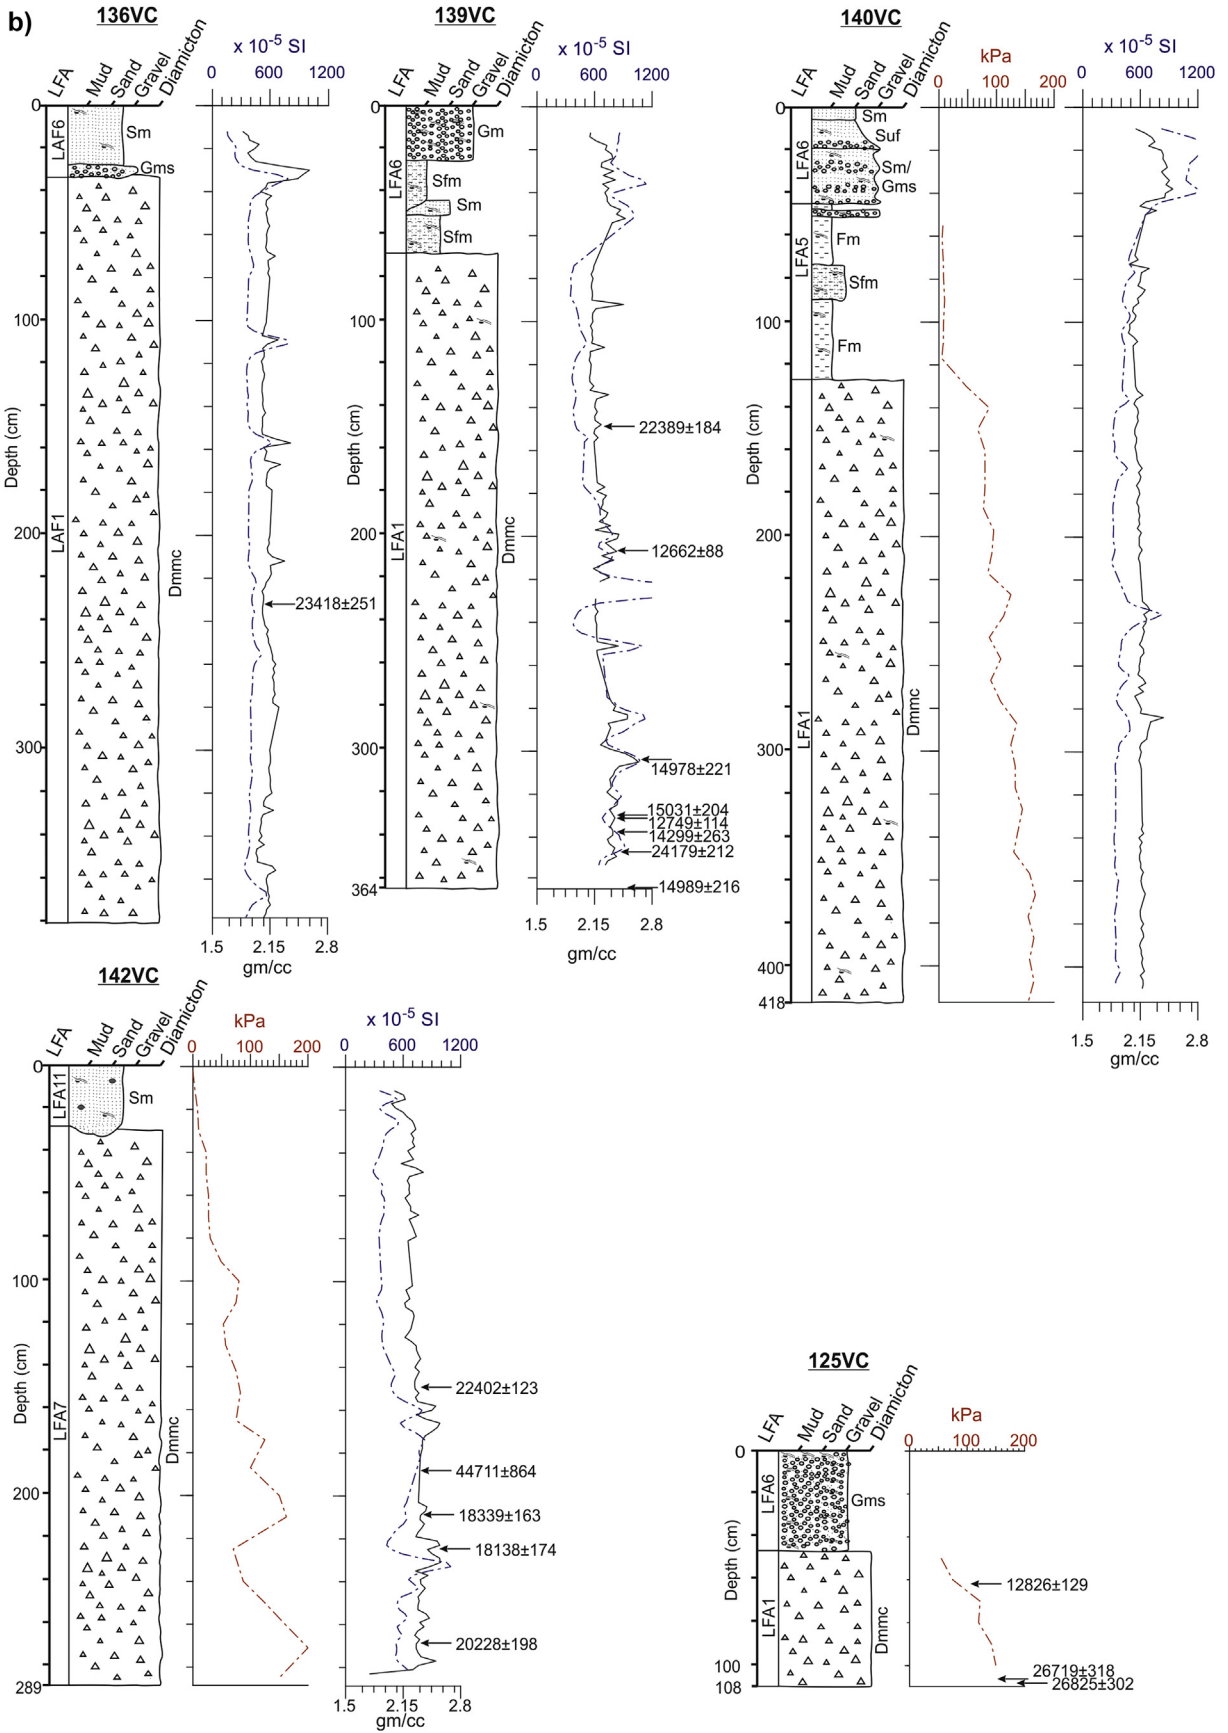 b)
136VC
LFA
Mud
Sand
Gravel
Diamicton
x 10-5 SI
0 600 1200
0
100
200
300
Depth (cm)
LAF6
LAF1
Sm
Gms
Dmmc
23418±251
1.5 2.15 2.8
gm/cc
139VC
LFA
Mud
Sand
Gravel
Diamicton
x 10-5 SI
0 600 1200
0
100
200
300
364
Depth (cm)
LFA6
LFA1
Gm
Sfm
Sm
Sfm
Dmmc
22389±184
12662±88
14978±221
15031±204
12749±114
14299±263
24179±212
14989±216
1.5 2.15 2.8
gm/cc
140VC
LFA
Mud
Sand
Gravel
Diamicton
kPa
0 100 200
x 10-5 SI
0 600 1200
0
100
200
300
400
418
Depth (cm)
LFA6
LFA5
LFA1
Sm
Suf
Sm/
Gms
Fm
Sfm
Fm
Dmmc
1.5 2.15 2.8
gm/cc
142VC
LFA
Mud
Sand
Gravel
Diamicton
kPa
0 100 200
x 10-5 SI
0 600 1200
0
100
200
289
Depth (cm)
LFA11
LFA7
Sm
Dmmc
22402±123
44711±864
18339±163
18138±174
20228±198
1.5 2.15 2.8
gm/cc
125VC
LFA
Mud
Sand
Gravel
Diamicton
kPa
0 100 200
0
100
108
Depth (cm)
LFA6
LFA1
Gms
Dmmc
12826±129
26719±318
26825±302